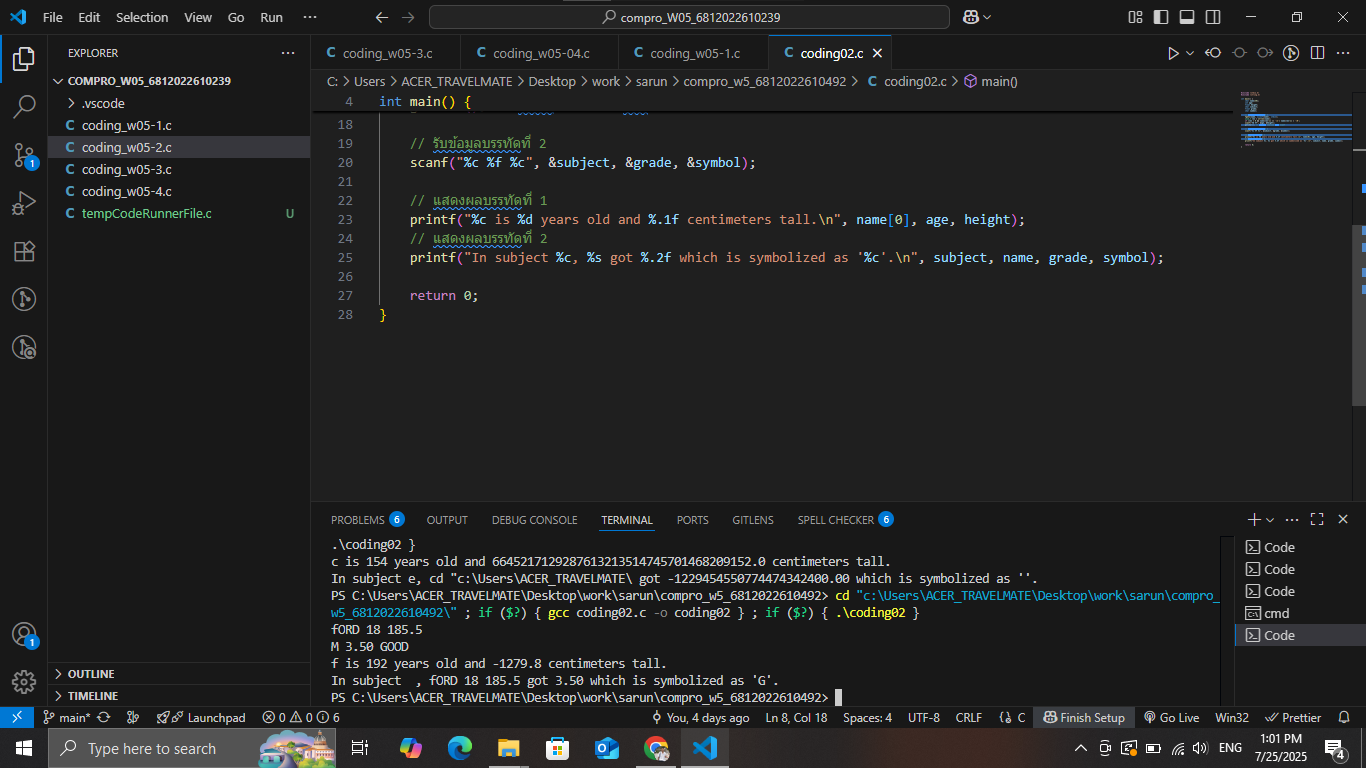 File Edit Selection View Go Run ··· compro_W05_6812022610239
EXPLORER ···
COMPRO_W05_6812022610239
.vscode
C coding_w05-1.c
C coding_w05-2.c
C coding_w05-3.c
C coding_w05-4.c
C tempCodeRunnerFile.c U
OUTLINE
TIMELINE
1
1
C coding_w05-3.c C coding_w05-04.c C coding_w05-1.c C coding02.c
C: > Users > ACER_TRAVELMATE > Desktop > work > sarun > compro_w5_6812022610492 > C coding02.c > main()
4 int main() {
18
19 // รับข้อมูลบรรทัดที่ 2
20 scanf("%c %f %c", &subject, &grade, &symbol);
21
22 // แสดงผลบรรทัดที่ 1
23 printf("%c is %d years old and %.1f centimeters tall.\n", name[0], age, height);
24 // แสดงผลบรรทัดที่ 2
25 printf("In subject %c, %s got %.2f which is symbolized as '%c'.\n", subject, name, grade, symbol);
26
27 return 0;
28 }
PROBLEMS 6 OUTPUT DEBUG CONSOLE TERMINAL PORTS GITLENS SPELL CHECKER 6
.\coding02 }
c is 154 years old and 66452171292876132135147457014682091​52.0 centimeters tall.
In subject e, cd "c:\Users\ACER_TRAVELMATE\ got -1229454550774474342400.00 which is symbolized as ''.
PS C:\Users\ACER_TRAVELMATE\Desktop\work\sarun\compro_w5_6812022610492> cd "c:\Users\ACER_TRAVELMATE\Desktop\work\sarun\compro_
w5_6812022610492\" ; if ($?) { gcc coding02.c -o coding02 } ; if ($?) { .\coding02 }
fORD 18 185.5
M 3.50 GOOD
f is 192 years old and -1279.8 centimeters tall.
In subject  , fORD 18 185.5 got 3.50 which is symbolized as 'G'.
PS C:\Users\ACER_TRAVELMATE\Desktop\work\sarun\compro_w5_6812022610492>
Code
Code
Code
cmd
Code
main* Launchpad 0 0 6 You, 4 days ago Ln 8, Col 18 Spaces: 4 UTF-8 CRLF C Finish Setup Go Live Win32 Prettier
Type here to search ENG 1:01 PM
7/25/2025 4